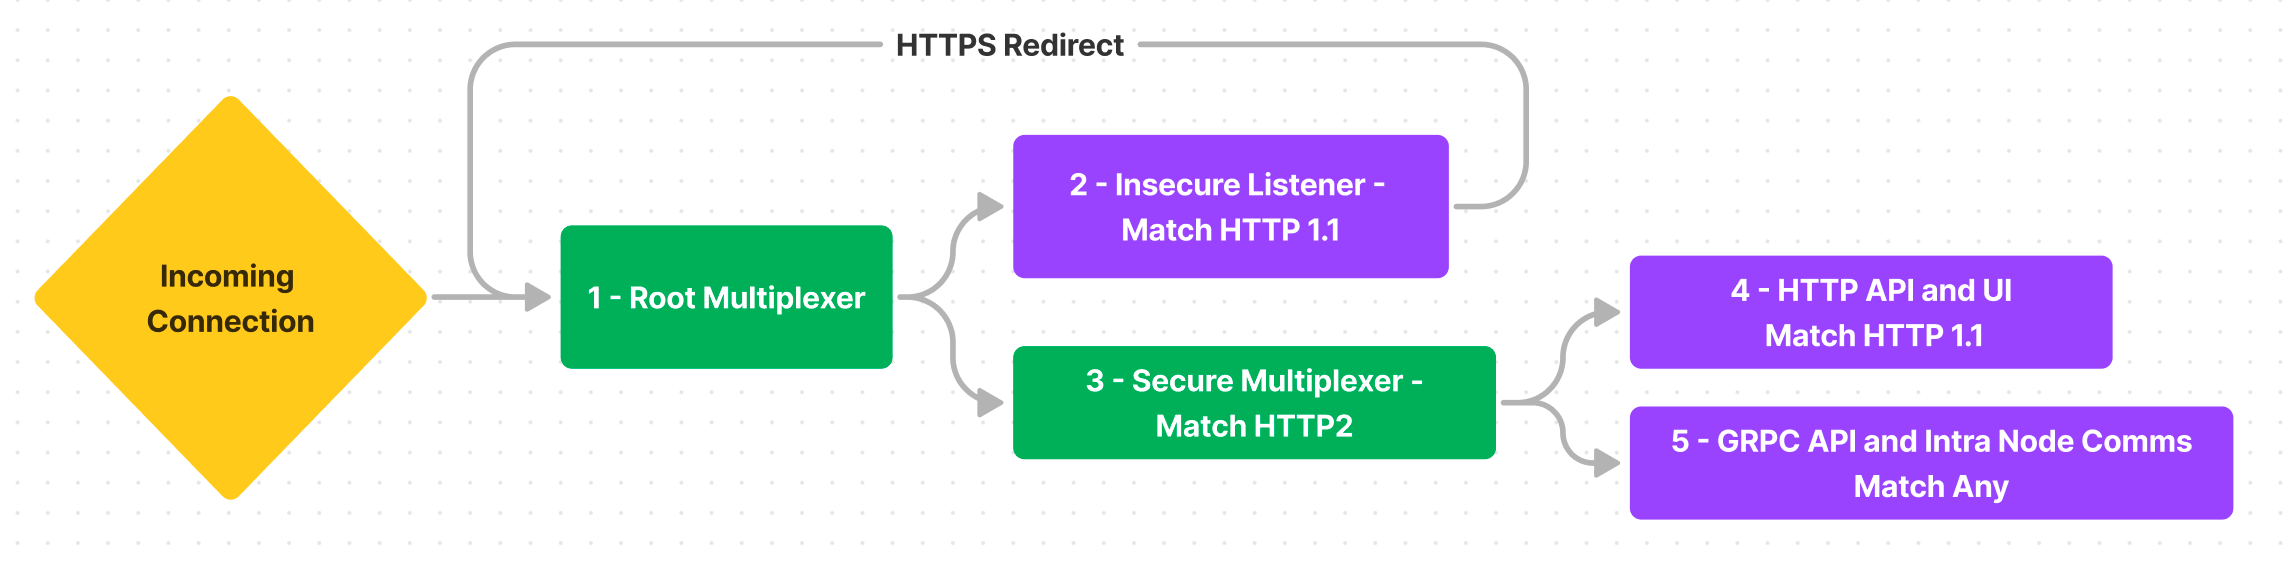 HTTPS Redirect
Incoming
Connection
1 - Root Multiplexer
2 - Insecure Listener -
Match HTTP 1.1
3 - Secure Multiplexer -
Match HTTP2
4 - HTTP API and UI
Match HTTP 1.1
5 - GRPC API and Intra Node Comms
Match Any